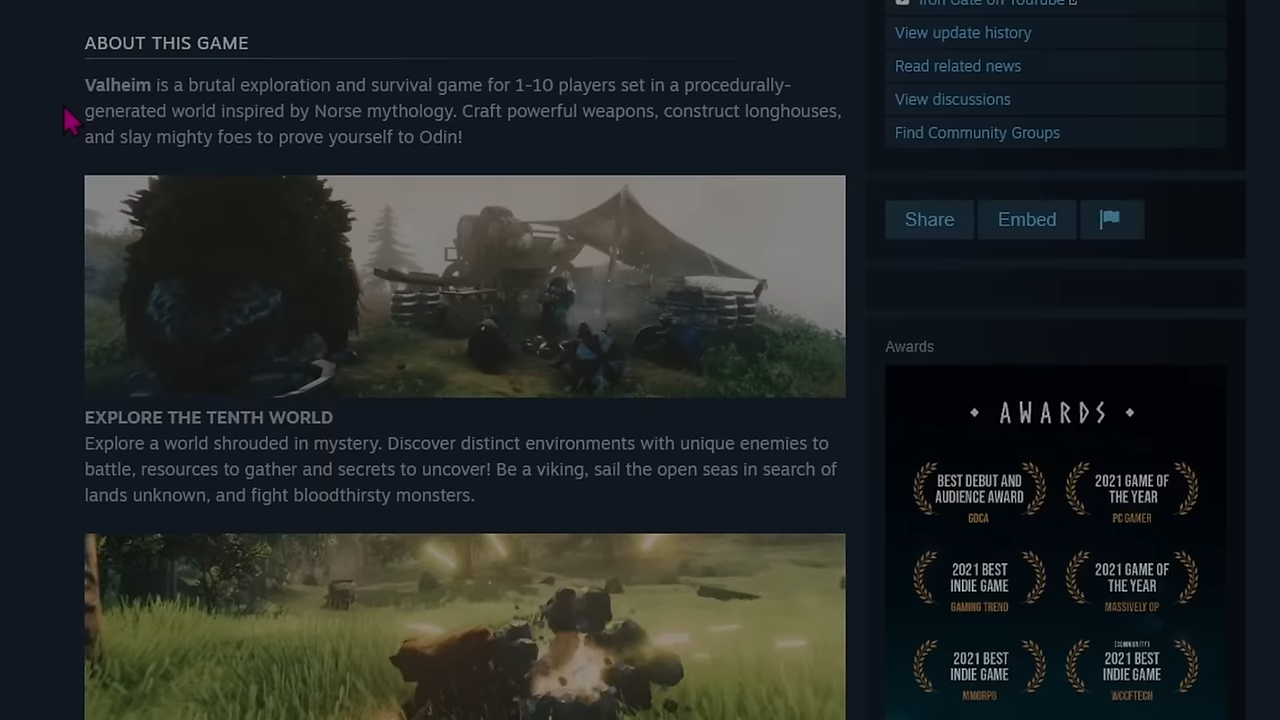 ABOUT THIS GAME
Valheim is a brutal exploration and survival game for 1-10 players set in a procedurally-
generated world inspired by Norse mythology. Craft powerful weapons, construct longhouses,
and slay mighty foes to prove yourself to Odin!
EXPLORE THE TENTH WORLD
Explore a world shrouded in mystery. Discover distinct environments with unique enemies to
battle, resources to gather and secrets to uncover! Be a viking, sail the open seas in search of
lands unknown, and fight bloodthirsty monsters.
Iron Gate on YouTube
View update history
Read related news
View discussions
Find Community Groups
Share
Embed
Awards
AWARDS
BEST DEBUT AND
AUDIENCE AWARD
GDCA
2021 GAME OF
THE YEAR
PC GAMER
2021 BEST
INDIE GAME
GAMING TREND
2021 GAME OF
THE YEAR
MASSIVELY OP
2021 BEST
INDIE GAME
MMORPG
(COMMUNITY)
2021 BEST
INDIE GAME
WCCFTECH